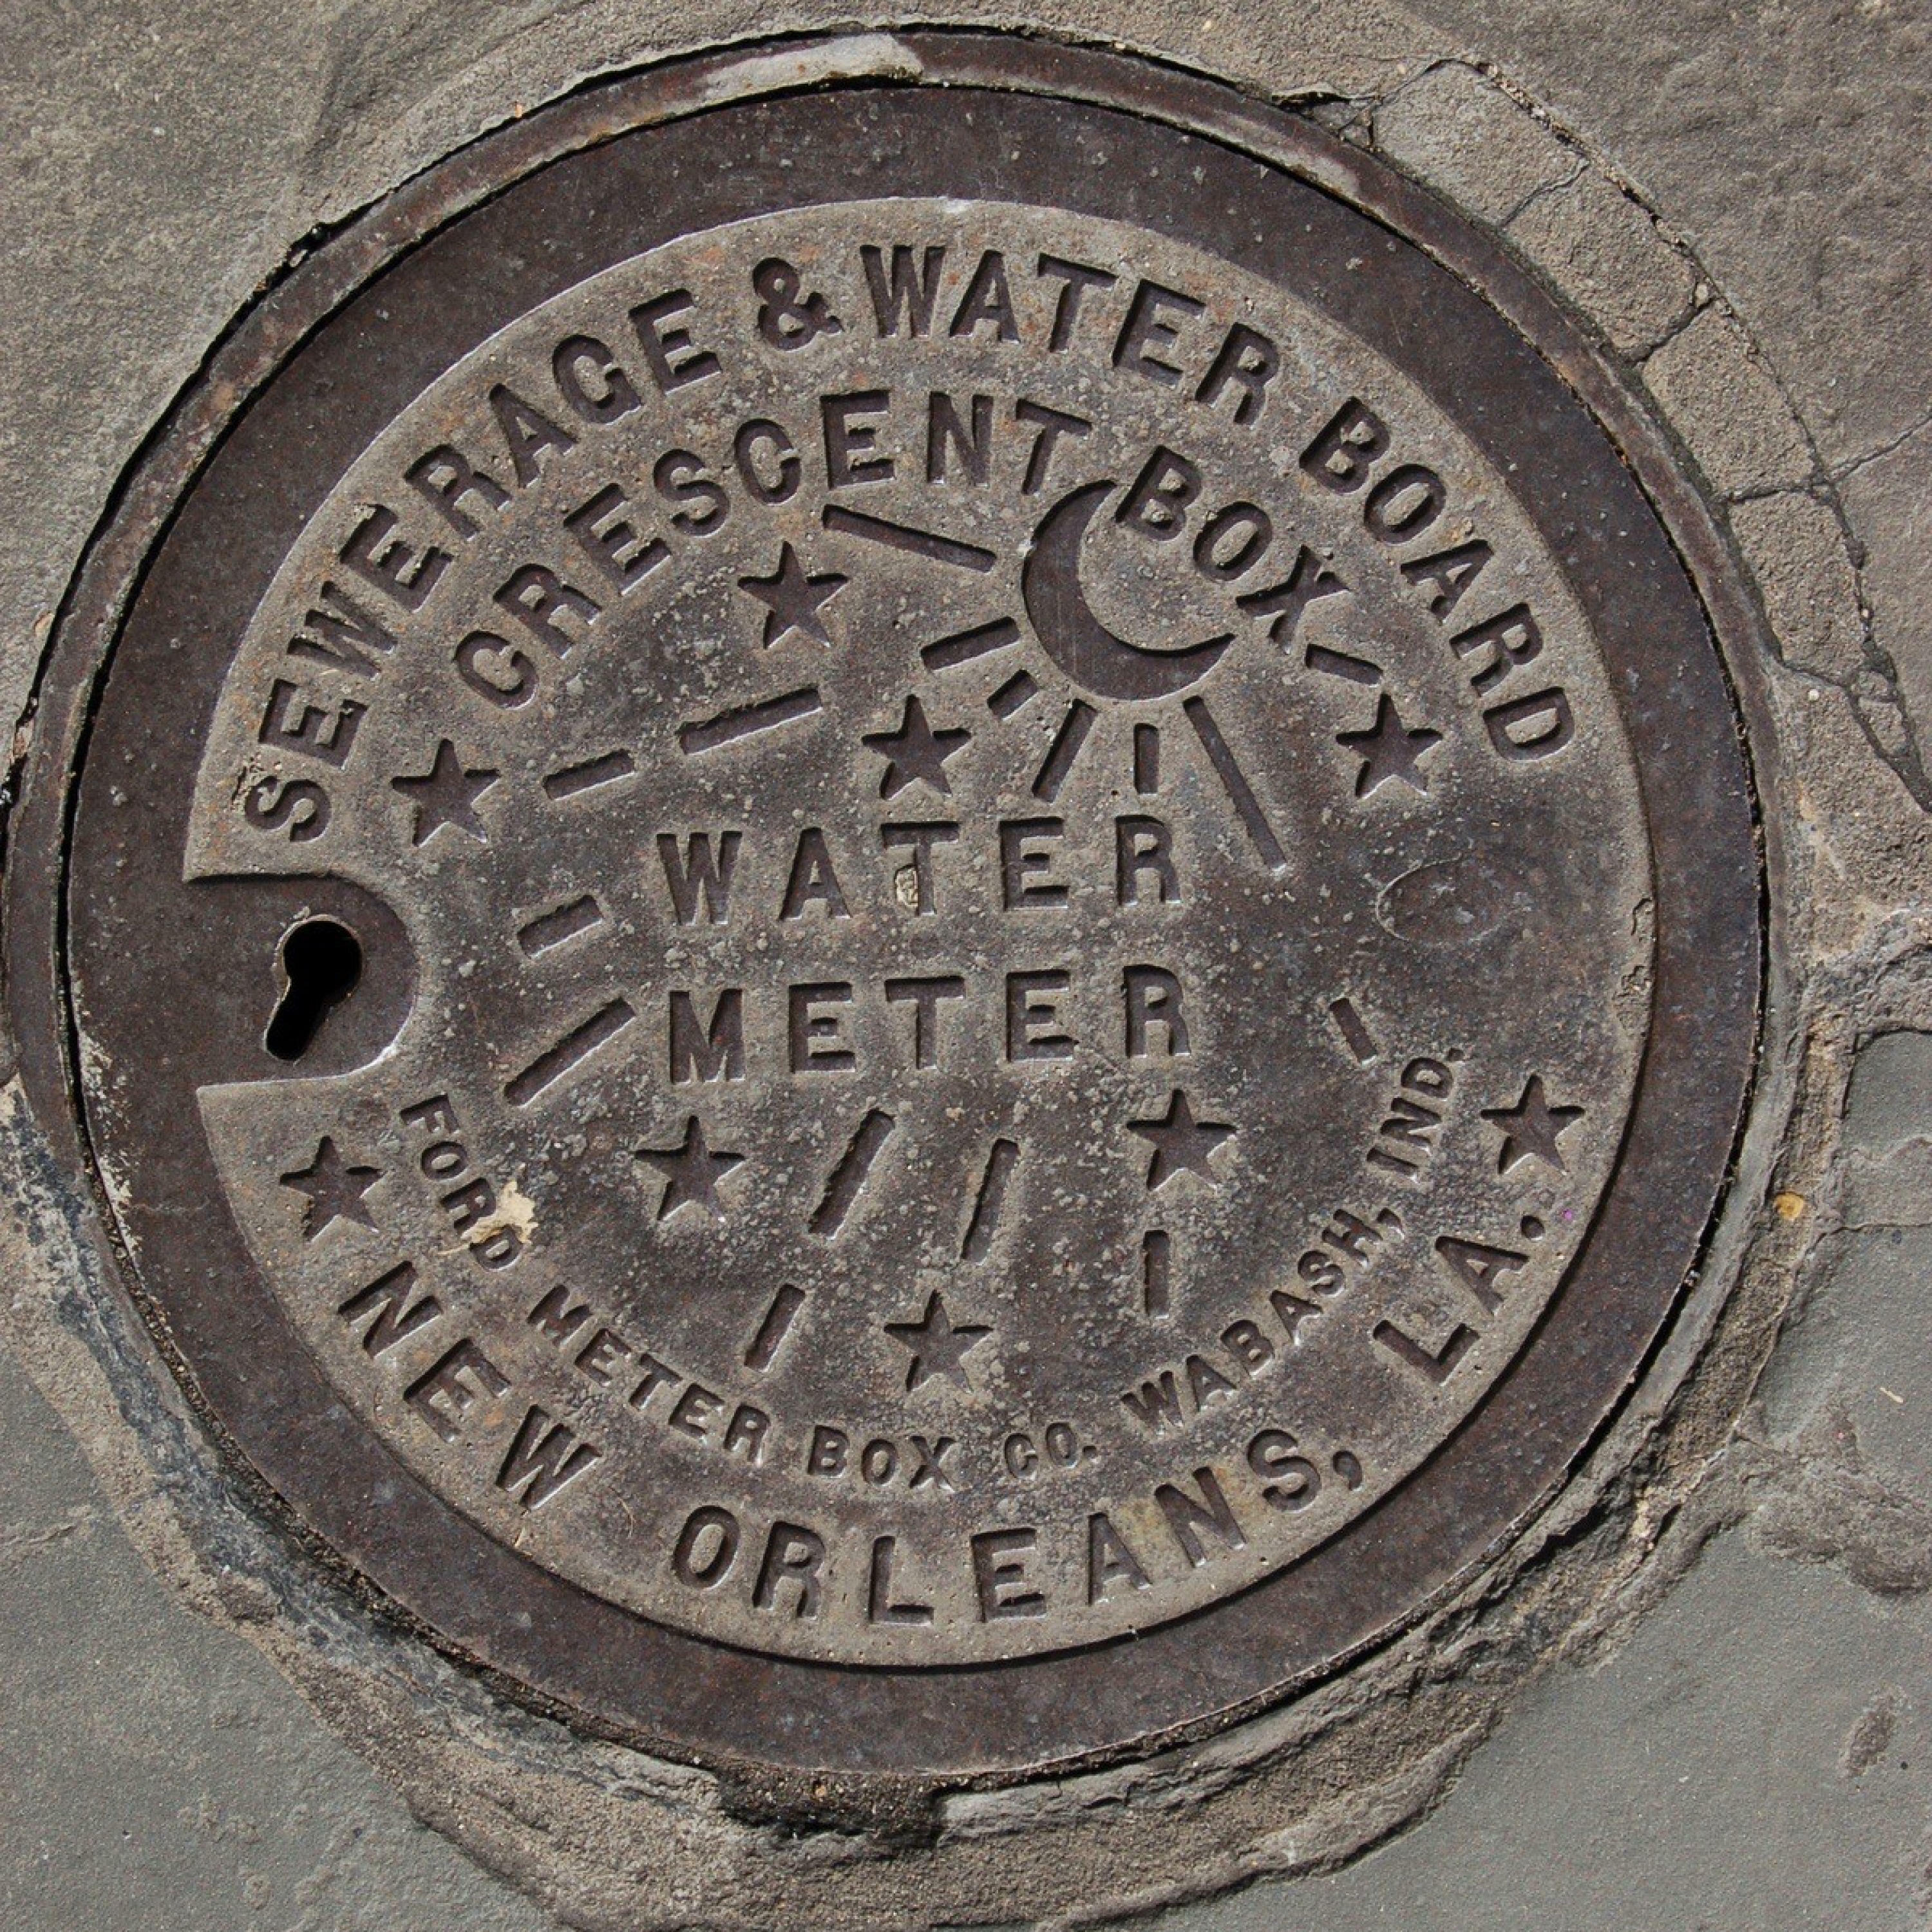 SEWERAGE & WATER BOARD
CRESCENT BOX
WATER
METER
FORD METER BOX CO. WABASH, IND.
NEW ORLEANS, LA.